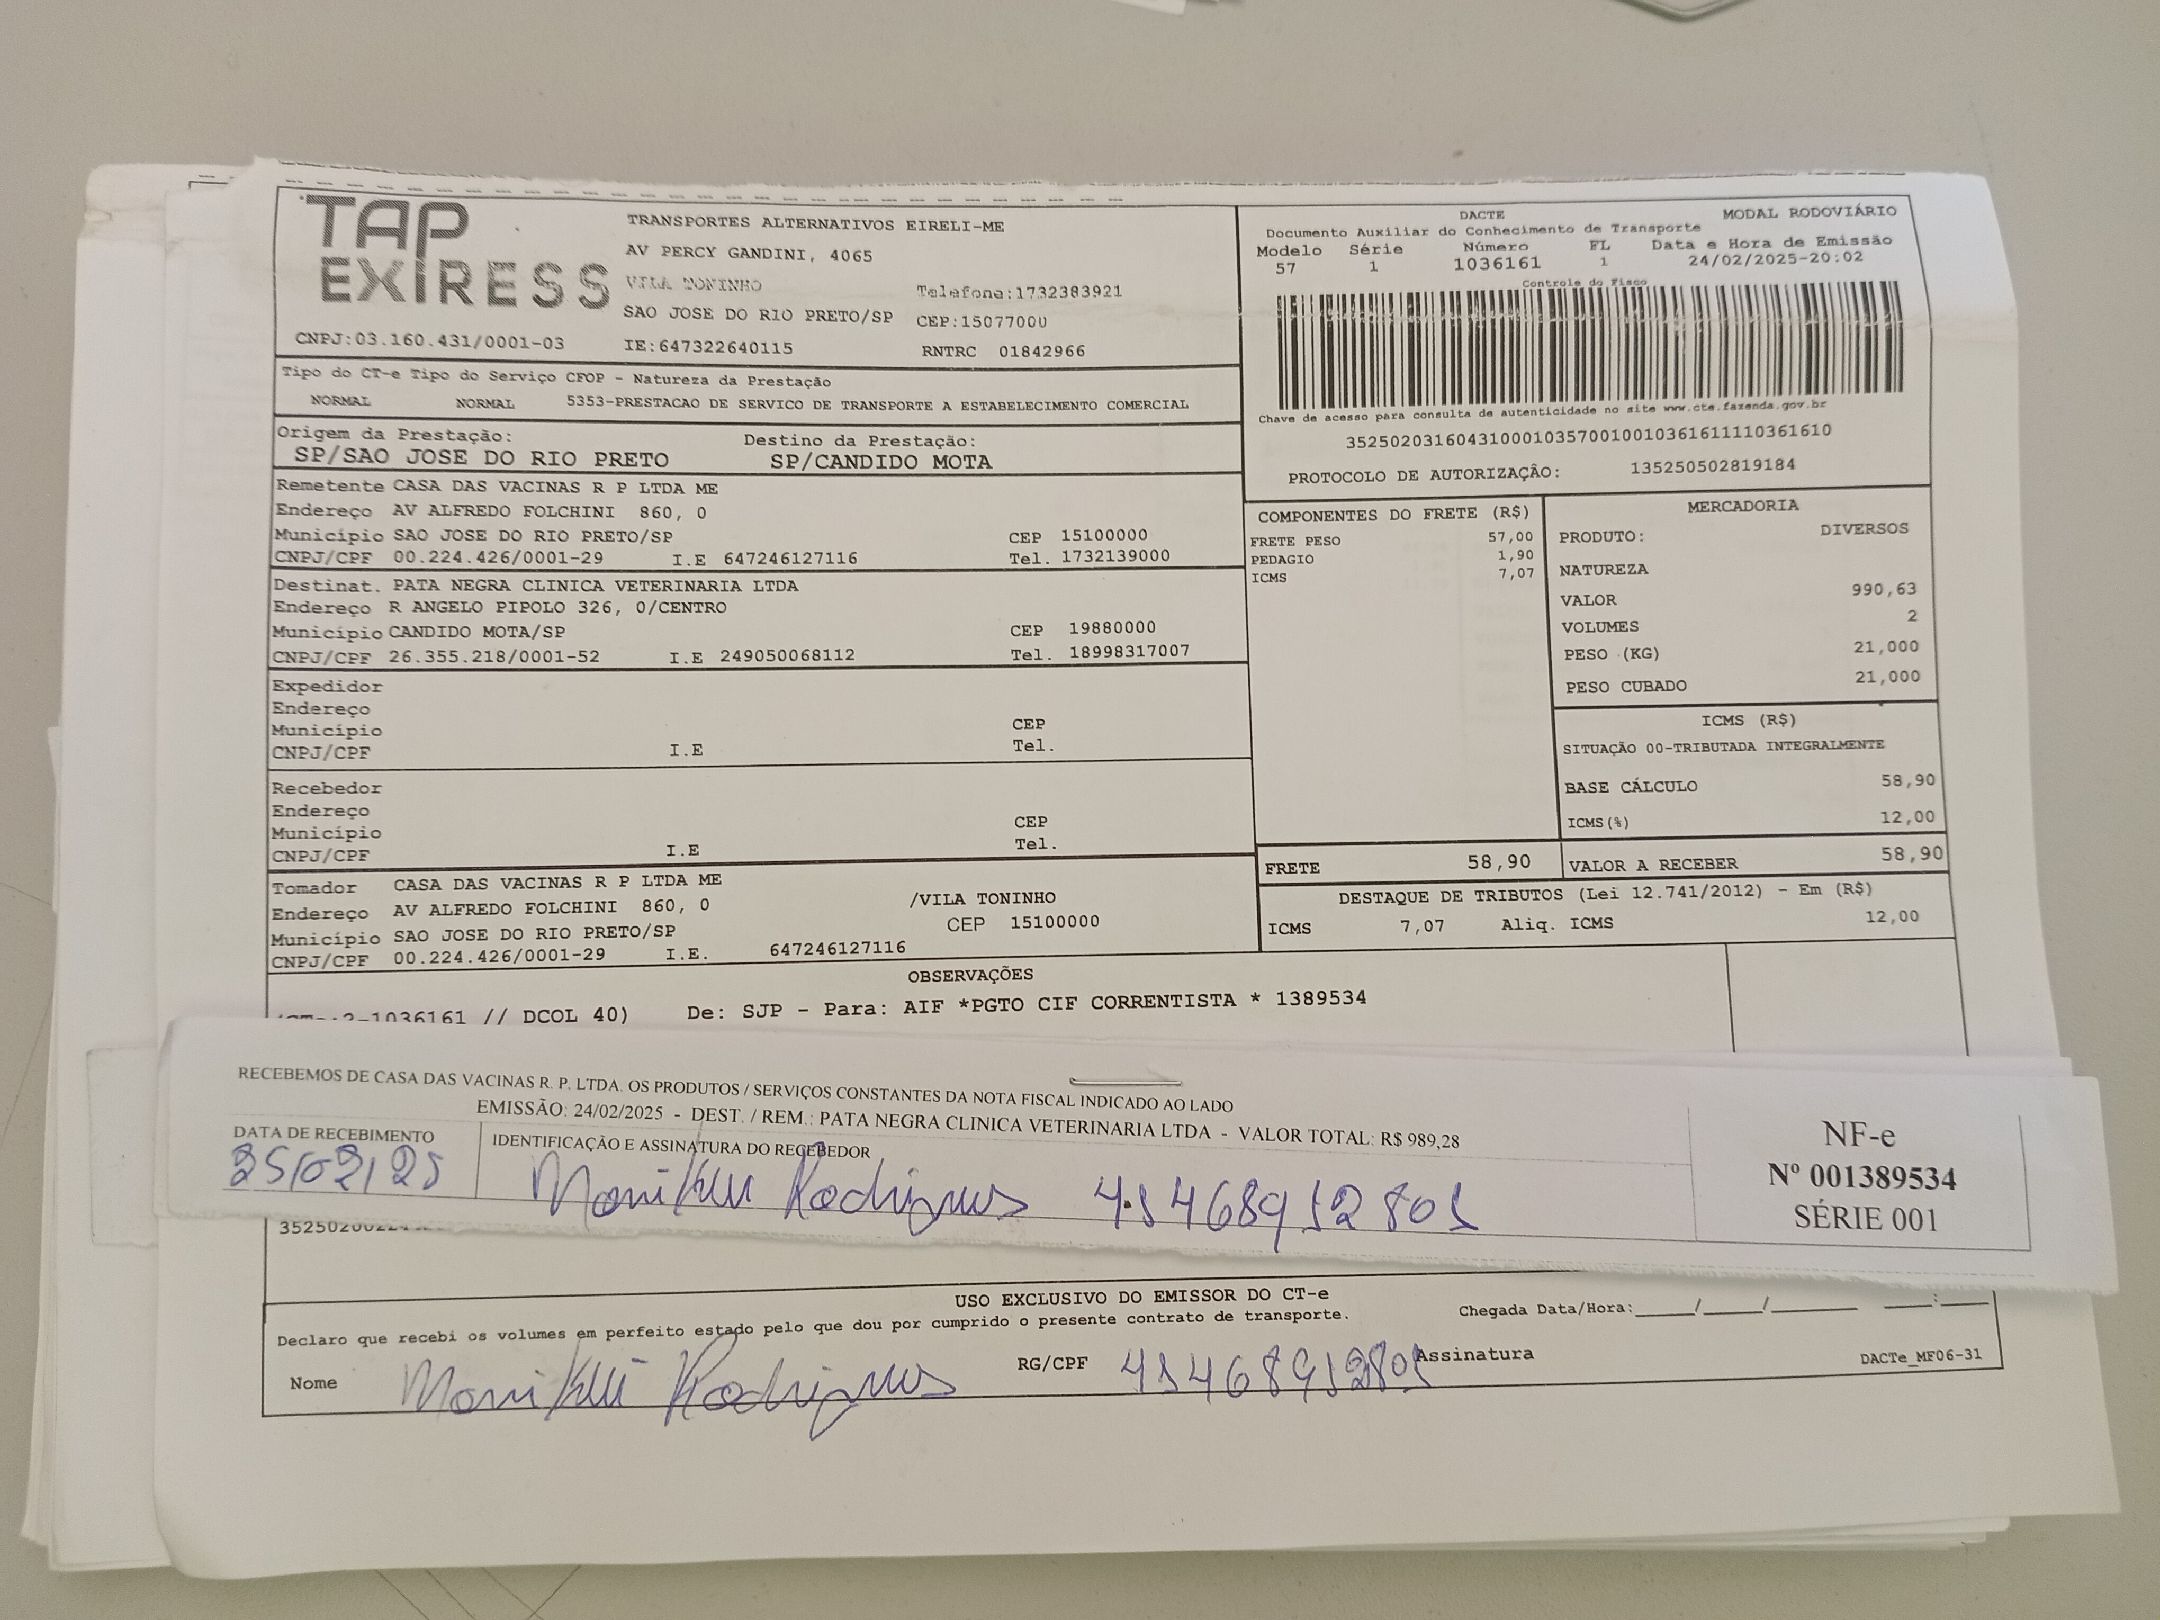 TAP
EXIRESS
TRANSPORTES ALTERNATIVOS EIRELI-ME
AV PERCY GANDINI, 4065
VILA TONINHO Telefone:1732383921
SAO JOSE DO RIO PRETO/SP CEP:15077000
CNPJ:03.160.431/0001-03 IE:647322640115 RNTRC 01842966
DACTE MODAL RODOVIÁRIO
Documento Auxiliar do Conhecimento de Transporte
Modelo Série Número FL Data e Hora de Emissão
57 1 1036161 1 24/02/2025-20:02
Controle do Fisco
Chave de acesso para consulta de autenticidade no site www.cte.fazenda.gov.br
35250203160431000103570010010361611110361610
PROTOCOLO DE AUTORIZAÇÂO: 135250502819184
Tipo do CT-e Tipo do Serviço CFOP - Natureza da Prestação
NORMAL NORMAL 5353-PRESTACAO DE SERVICO DE TRANSPORTE A ESTABELECIMENTO COMERCIAL
Origem da Prestação: Destino da Prestação:
SP/SAO JOSE DO RIO PRETO SP/CANDIDO MOTA
Remetente CASA DAS VACINAS R P LTDA ME
Endereço AV ALFREDO FOLCHINI 860, 0
Município SAO JOSE DO RIO PRETO/SP CEP 15100000
CNPJ/CPF 00.224.426/0001-29 I.E 647246127116 Tel. 1732139000
Destinat. PATA NEGRA CLINICA VETERINARIA LTDA
Endereço R ANGELO PIPOLO 326, 0/CENTRO
Município CANDIDO MOTA/SP CEP 19880000
CNPJ/CPF 26.355.218/0001-52 I.E 249050068112 Tel. 18998317007
Expedidor
Endereço
Município CEP
CNPJ/CPF I.E Tel.
Recebedor
Endereço
Município CEP
CNPJ/CPF I.E Tel.
Tomador CASA DAS VACINAS R P LTDA ME
Endereço AV ALFREDO FOLCHINI 860, 0 /VILA TONINHO
Município SAO JOSE DO RIO PRETO/SP CEP 15100000
CNPJ/CPF 00.224.426/0001-29 I.E. 647246127116
COMPONENTES DO FRETE (R$)
FRETE PESO 57,00
PEDAGIO 1,90
ICMS 7,07
MERCADORIA
PRODUTO: DIVERSOS
NATUREZA
VALOR 990,63
VOLUMES 2
PESO (KG) 21,000
PESO CUBADO 21,000
ICMS (R$)
SITUAÇÃO 00-TRIBUTADA INTEGRALMENTE
BASE CÁLCULO 58,90
ICMS(%) 12,00
FRETE 58,90 VALOR A RECEBER 58,90
DESTAQUE DE TRIBUTOS (Lei 12.741/2012) - Em (R$)
ICMS 7,07 Aliq. ICMS 12,00
OBSERVAÇÕES
1036161 // DCOL 40) De: SJP - Para: AIF *PGTO CIF CORRENTISTA * 1389534
RECEBEMOS DE CASA DAS VACINAS R. P. LTDA. OS PRODUTOS / SERVIÇOS CONSTANTES DA NOTA FISCAL INDICADO AO LADO
EMISSÃO: 24/02/2025 - DEST. / REM.: PATA NEGRA CLINICA VETERINARIA LTDA - VALOR TOTAL: R$ 989,28
DATA DE RECEBIMENTO IDENTIFICAÇÃO E ASSINATURA DO RECEBEDOR
25/02/25 Rodrigues
NF-e
Nº 001389534
SÉRIE 001
USO EXCLUSIVO DO EMISSOR DO CT-e
Declaro que recebi os volumes em perfeito estado pelo que dou por cumprido o presente contrato de transporte. Chegada Data/Hora:_____/_____/_______ ____:____
Nome Rodrigues RG/CPF Assinatura DACTe_MF06-31